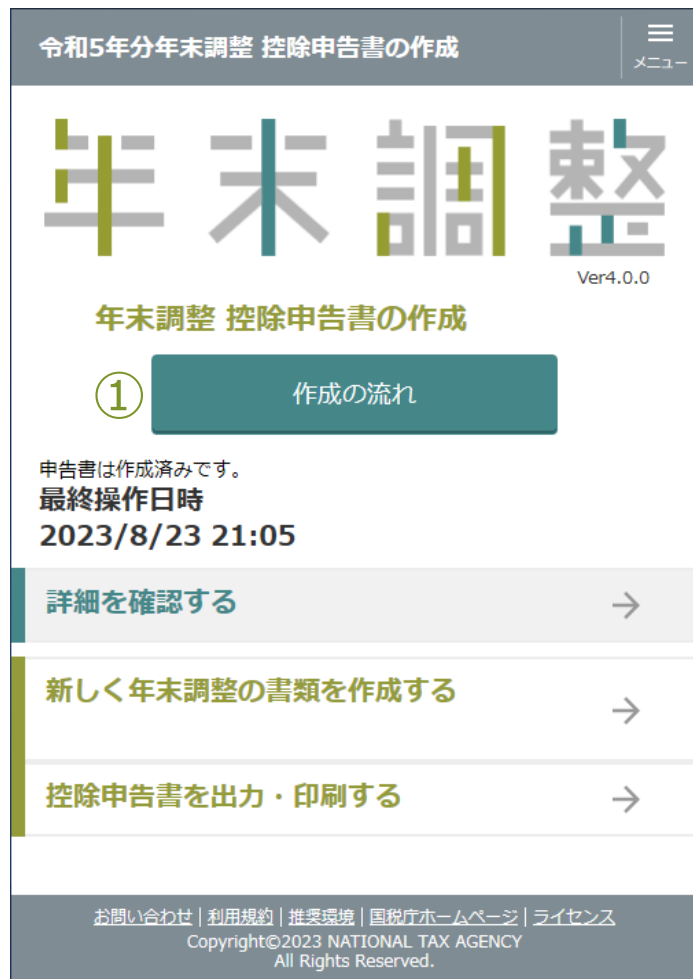 令和5年分年末調整 控除申告書の作成
メニュー
年末調整
Ver4.0.0
年末調整 控除申告書の作成
① 作成の流れ
申告書は作成済みです。
最終操作日時
2023/8/23 21:05
詳細を確認する
新しく年末調整の書類を作成する
控除申告書を出力・印刷する
お問い合わせ | 利用規約 | 推奨環境 | 国税庁ホームページ | ライセンス
Copyright©2023 NATIONAL TAX AGENCY
All Rights Reserved.